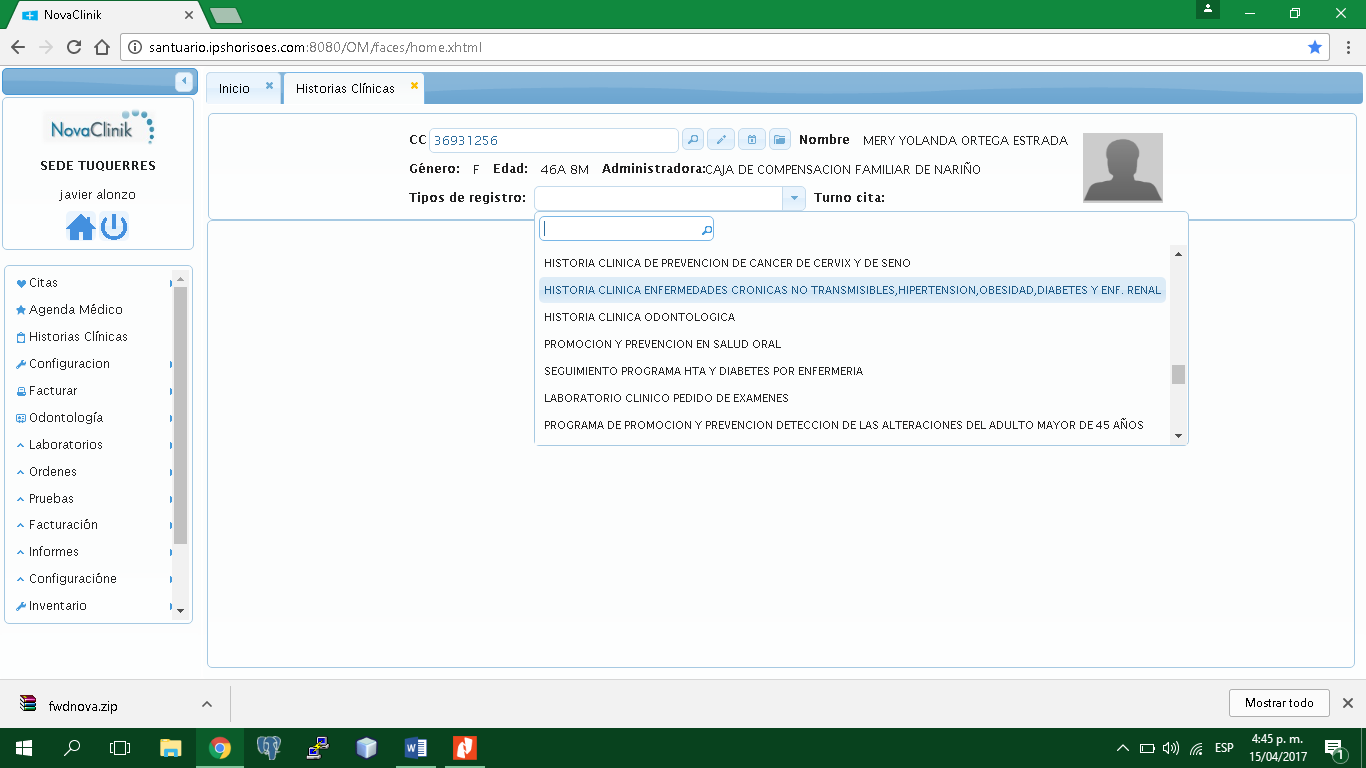 NovaClinik
santuario.ipshorisoes.com:8080/OM/faces/home.xhtml
Inicio
Historias Clínicas
NovaClinik
SEDE TUQUERRES
javier alonzo
CC 36931256 Nombre MERY YOLANDA ORTEGA ESTRADA
Género: F Edad: 46A 8M Administradora:CAJA DE COMPENSACION FAMILIAR DE NARIÑO
Tipos de registro: Turno cita:
HISTORIA CLINICA DE PREVENCION DE CANCER DE CERVIX Y DE SENO
HISTORIA CLINICA ENFERMEDADES CRONICAS NO TRANSMISIBLES,HIPERTENSION,OBESIDAD,DIABETES Y ENF. RENAL
HISTORIA CLINICA ODONTOLOGICA
PROMOCION Y PREVENCION EN SALUD ORAL
SEGUIMIENTO PROGRAMA HTA Y DIABETES POR ENFERMERIA
LABORATORIO CLINICO PEDIDO DE EXAMENES
PROGRAMA DE PROMOCION Y PREVENCION DETECCION DE LAS ALTERACIONES DEL ADULTO MAYOR DE 45 AÑOS
Citas
Agenda Médico
Historias Clínicas
Configuracion
Facturar
Odontología
Laboratorios
Ordenes
Pruebas
Facturación
Informes
Configuracióne
Inventario
fwdnova.zip
Mostrar todo
ESP
4:45 p. m.
15/04/2017
1